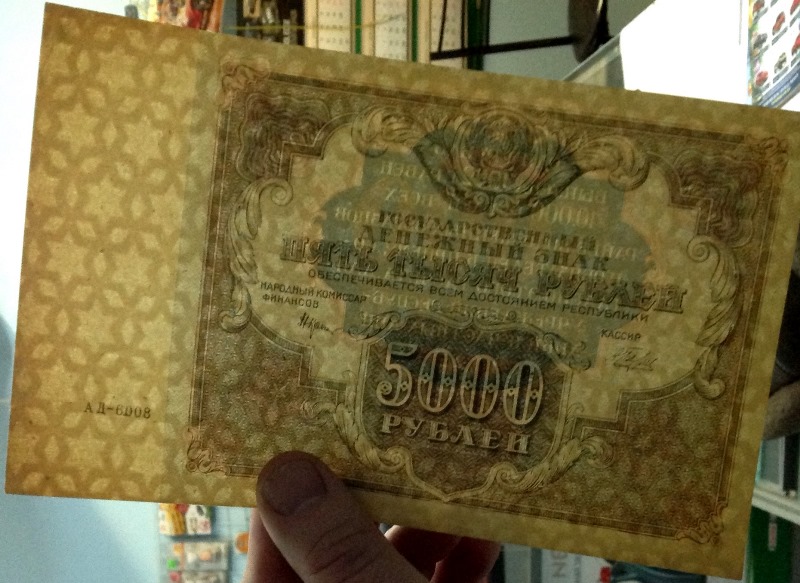 ГОСУДАРСТВЕННЫЙ
ДЕНЕЖНЫЙ ЗНАК
ПЯТЬ ТЫСЯЧ РУБЛЕЙ
ОБЕСПЕЧИВАЕТСЯ ВСЕМ ДОСТОЯНИЕМ РЕСПУБЛИКИ
НАРОДНЫЙ КОМИССАР
ФИНАНСОВ
КАССИР
5000
РУБЛЕЙ
АД-6008